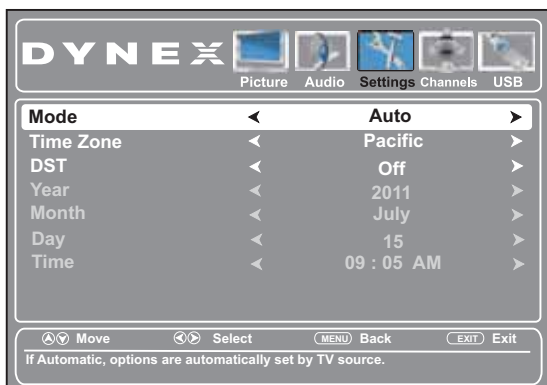 DYNEX
Picture Audio Settings Channels USB
Mode Auto
Time Zone Pacific
DST Off
Year 2011
Month July
Day 15
Time 09 : 05 AM
Move Select MENU Back EXIT Exit
If Automatic, options are automatically set by TV source.